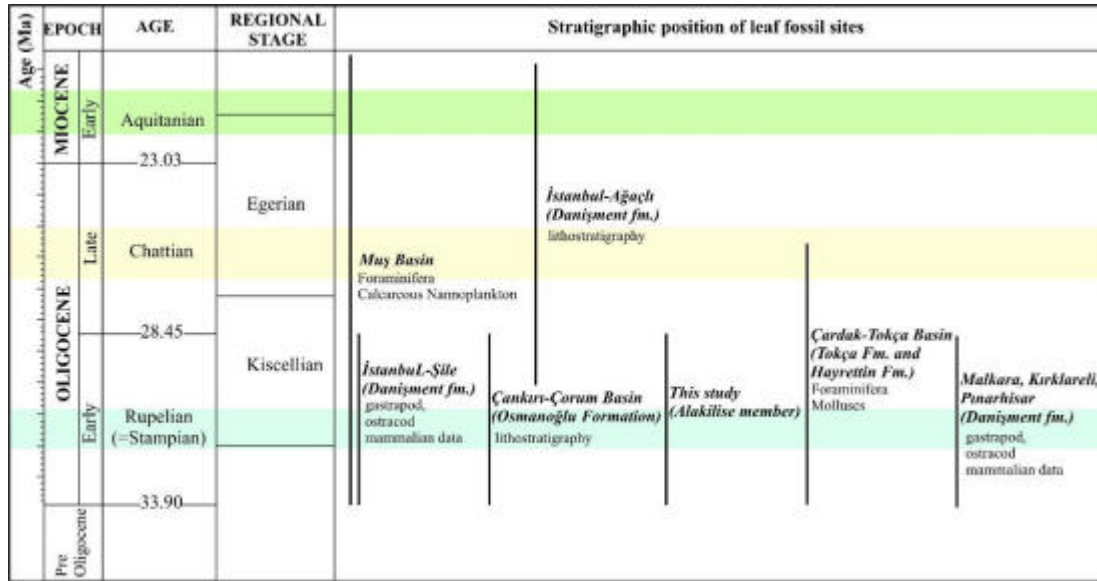 Age (Ma)
EPOCH
AGE
REGIONAL
STAGE
Stratigraphic position of leaf fossil sites
MIOCENE
Early
Aquitanian
23.03
OLIGOCENE
Late
Chattian
28.45
Early
Rupelian
(=Stampian)
33.90
Pre
Oligocene
Egerian
Kiscellian
Muş Basin
Foraminifera
Calcareous Nannoplankton
İstanbuL-Şile
(Danişment fm.)
gastrapod,
ostracod
mammalian data
Çankırı-Çorum Basin
(Osmanoğlu Formation)
lithostratigraphy
İstanbul-Ağaçlı
(Danişment fm.)
lithostratigraphy
This study
(Alakilise member)
Çardak-Tokça Basin
(Tokça Fm. and
Hayrettin Fm.)
Foraminifera
Molluses
Malkara, Kırklareli,
Pınarhisar
(Danişment fm.)
gastrapod,
ostracod
mammalian data